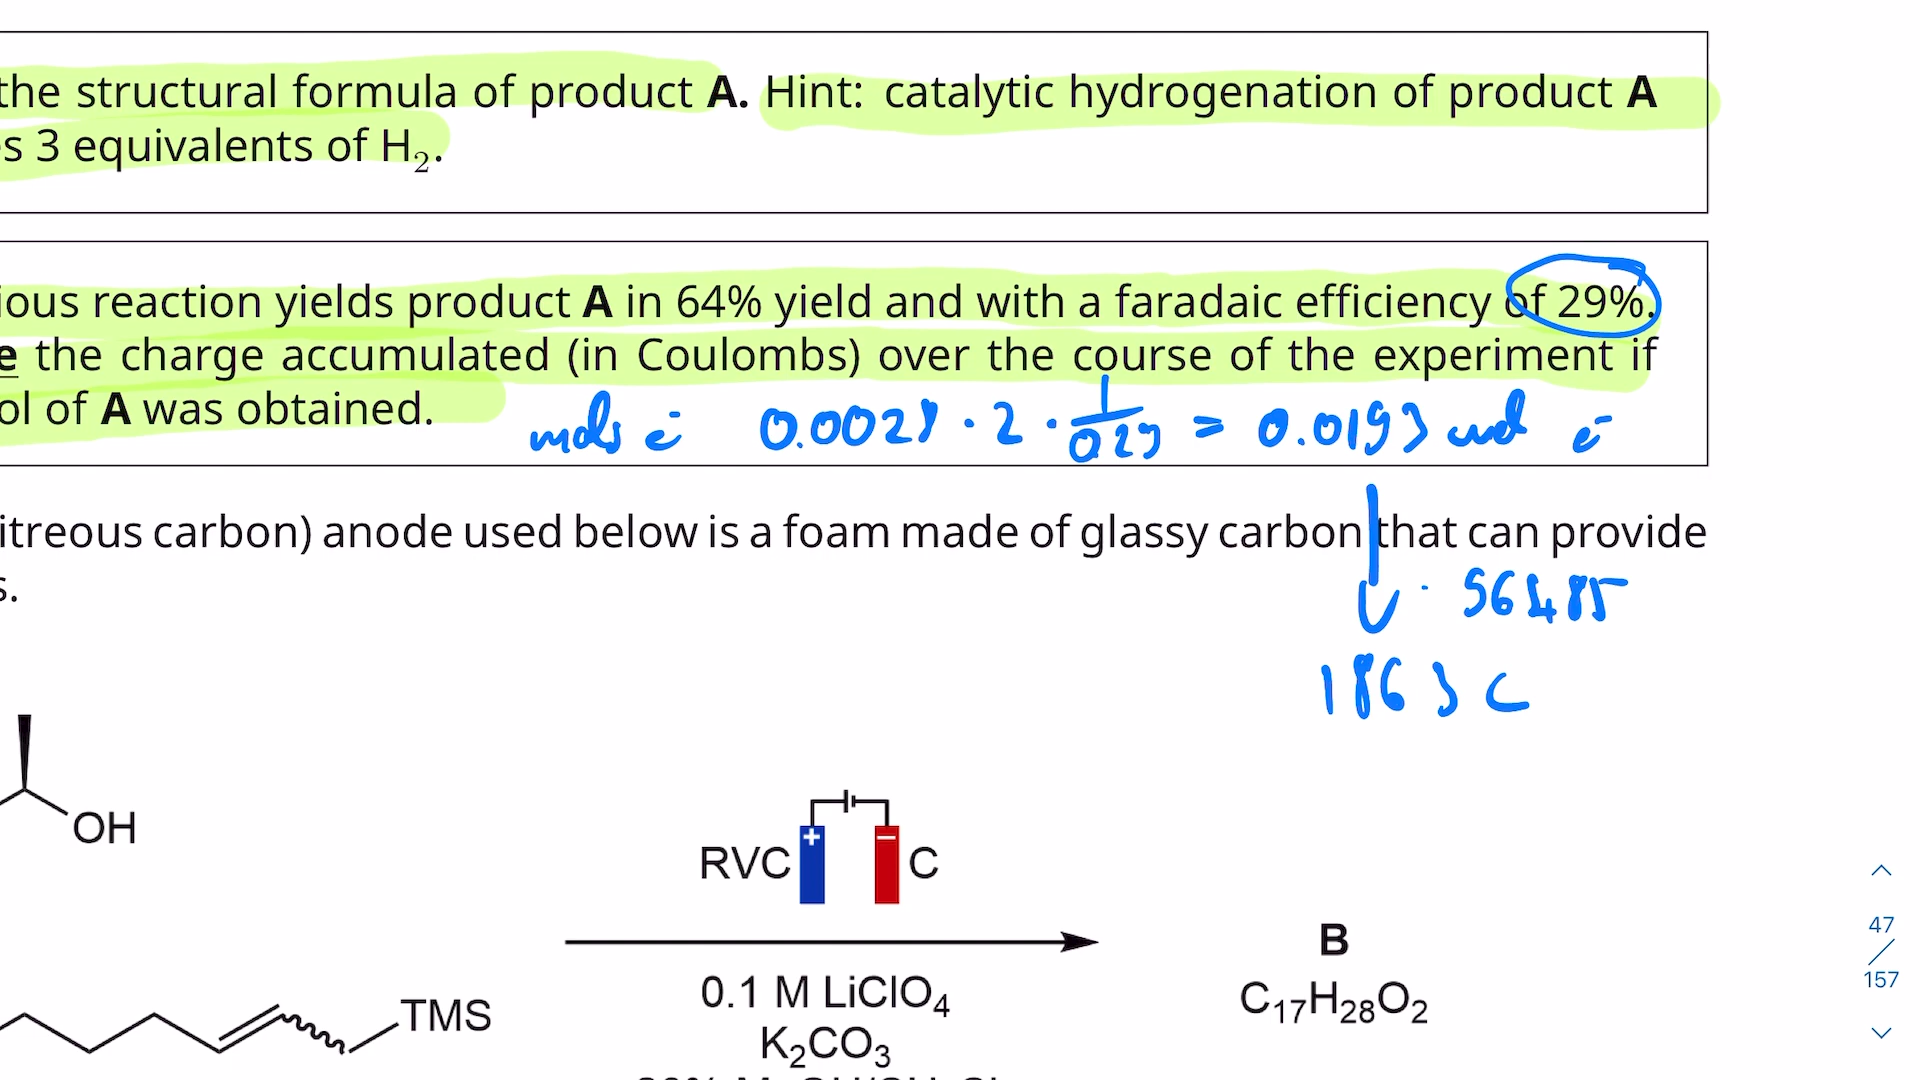 the structural formula of product A. Hint: catalytic hydrogenation of product A
s 3 equivalents of H₂.
ious reaction yields product A in 64% yield and with a faradaic efficiency of 29%.
e the charge accumulated (in Coulombs) over the course of the experiment if
ol of A was obtained.
mols e⁻ 0.0028 · 2 · 1/0.29 = 0.0193 mol e⁻
itreous carbon) anode used below is a foam made of glassy carbon that can provide
s.
· 96485
1863 C
OH
+ −
RVC C
47
B
157
0.1 M LiClO₄
C₁₇H₂₈O₂
TMS
K₂CO₃